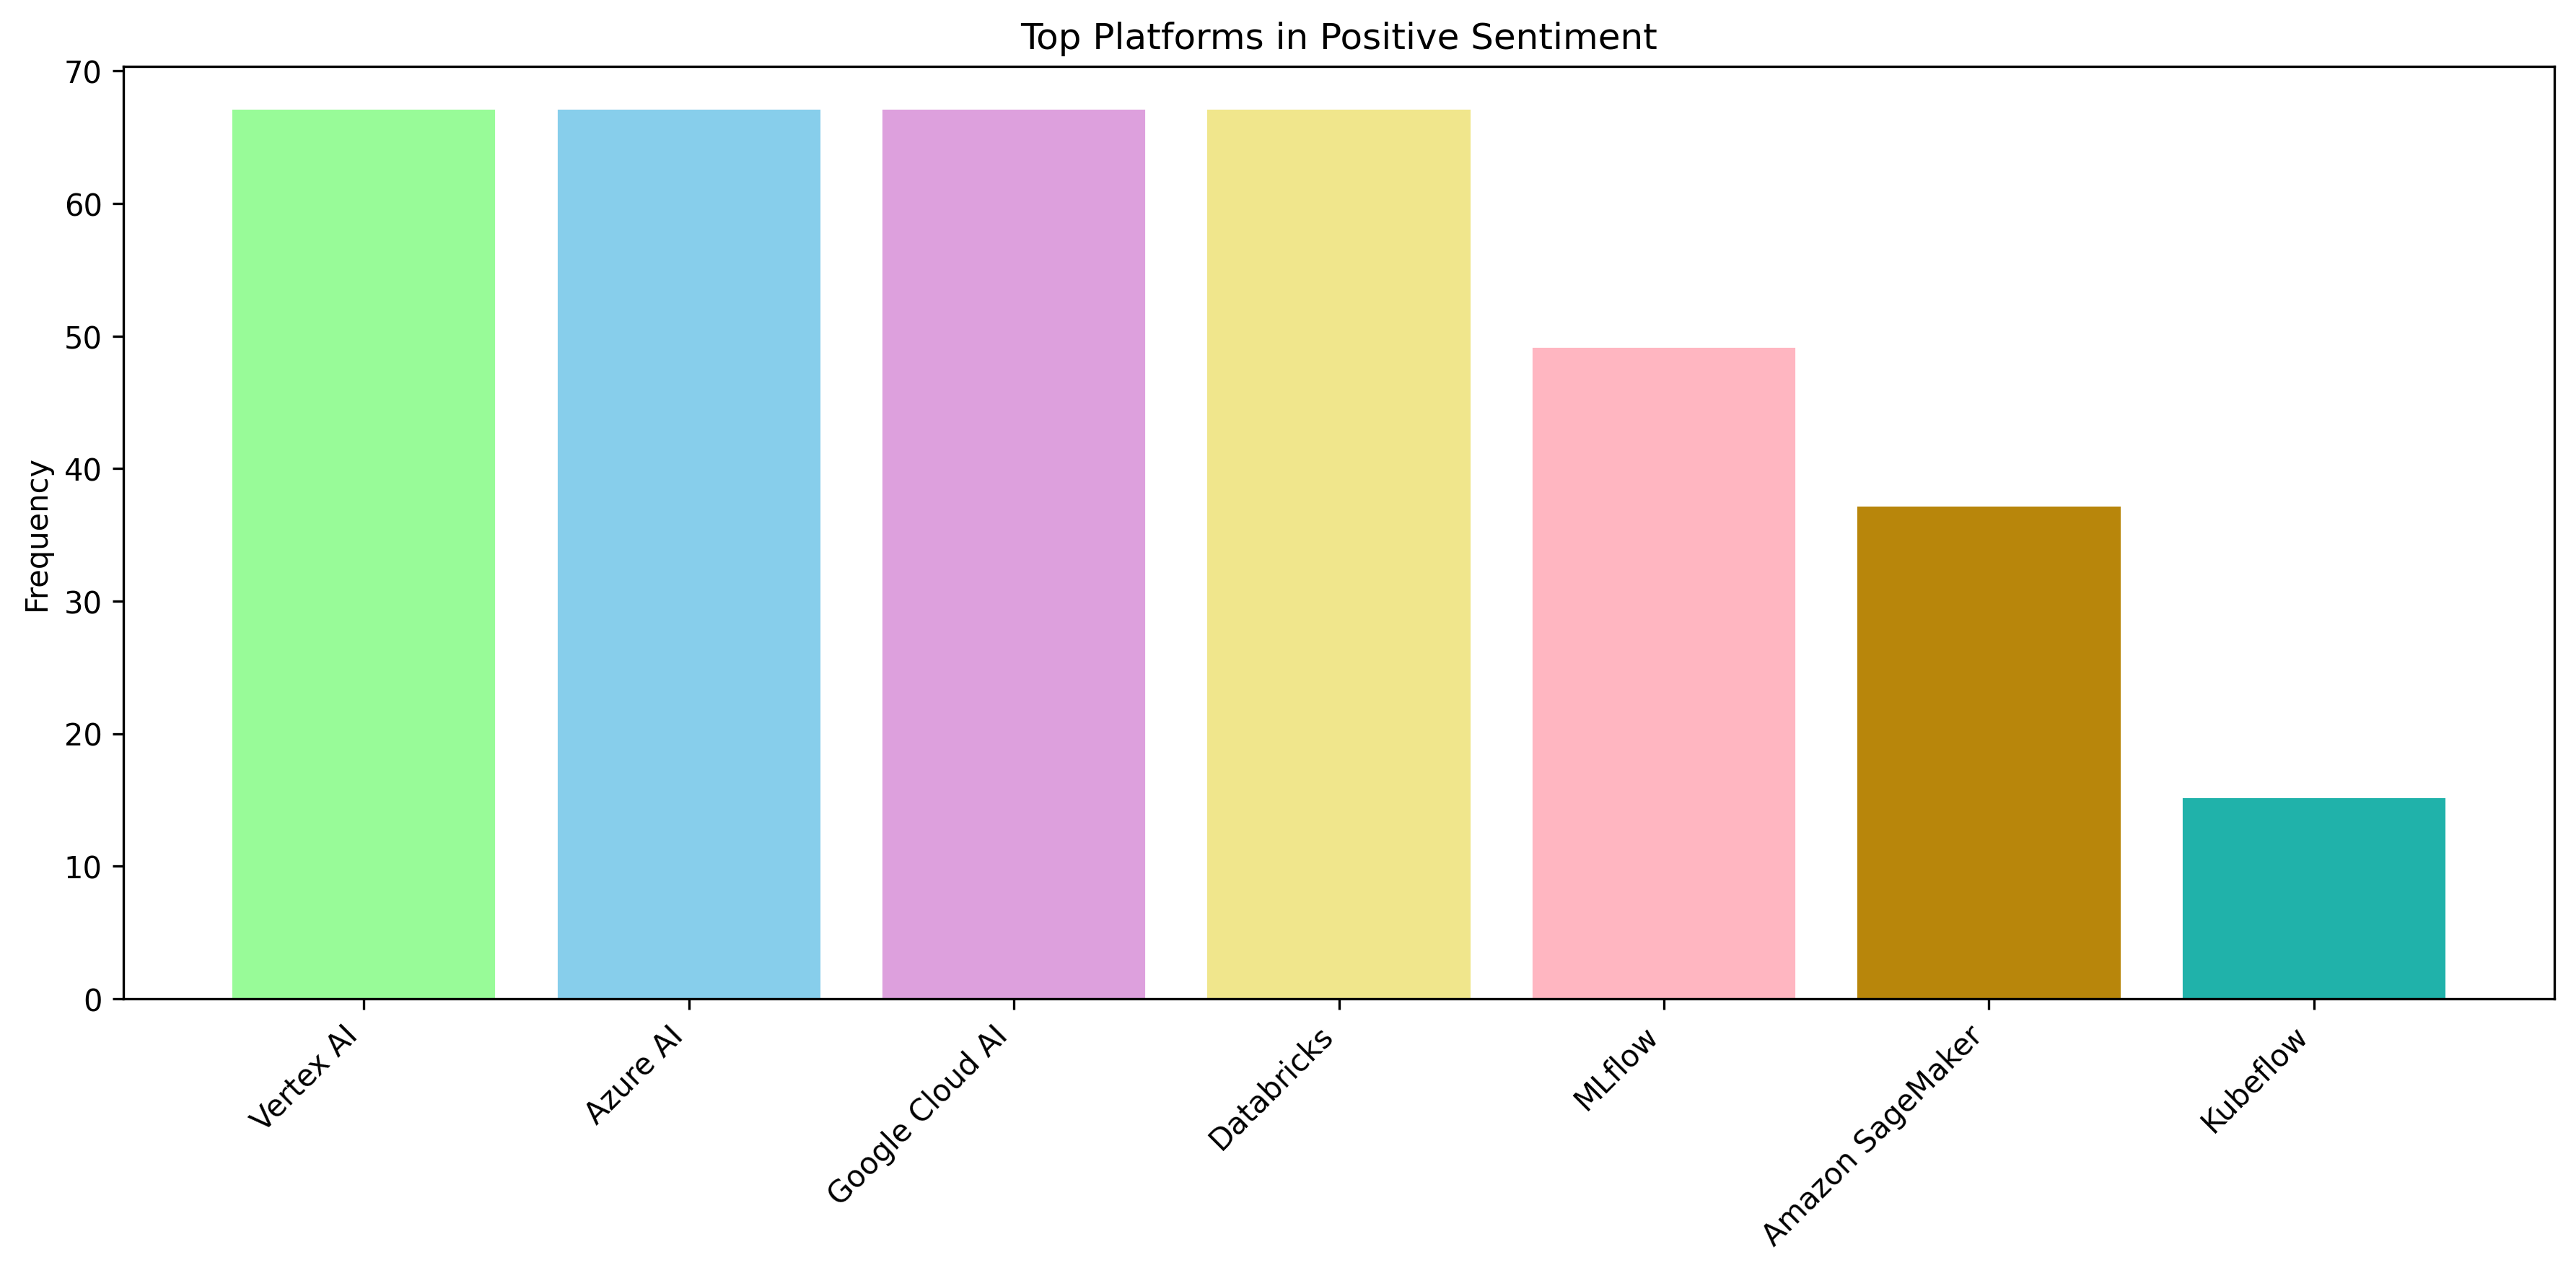 Top Platforms in Positive Sentiment
Frequency
70
60
50
40
30
20
10
0
Vertex AI
Azure AI
Google Cloud AI
Databricks
MLflow
Amazon SageMaker
Kubeflow